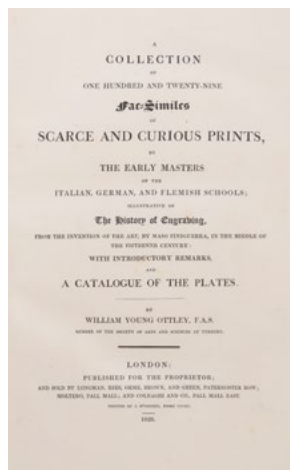 A
COLLECTION
OF
ONE HUNDRED AND TWENTY-NINE
Fac-Similes
OF
SCARCE AND CURIOUS PRINTS,
BY
THE EARLY MASTERS
OF THE
ITALIAN, GERMAN, AND FLEMISH SCHOOLS;
ILLUSTRATIVE OF
The History of Engraving,
FROM THE INVENTION OF THE ART, BY MASO FINIGUERRA, IN THE MIDDLE OF
THE FIFTEENTH CENTURY:
WITH INTRODUCTORY REMARKS,
AND
A CATALOGUE OF THE PLATES.
BY
WILLIAM YOUNG OTTLEY, F.A.S.
MEMBER OF THE SOCIETY OF ARTS AND SCIENCES OF UTRECHT.
LONDON:
PUBLISHED FOR THE PROPRIETOR;
AND SOLD BY LONGMAN, REES, ORME, BROWN, AND GREEN, PATERNOSTER ROW;
MOLTENO, PALL MALL; AND COLNAGHI AND CO. PALL MALL EAST.
PRINTED BY
1828.